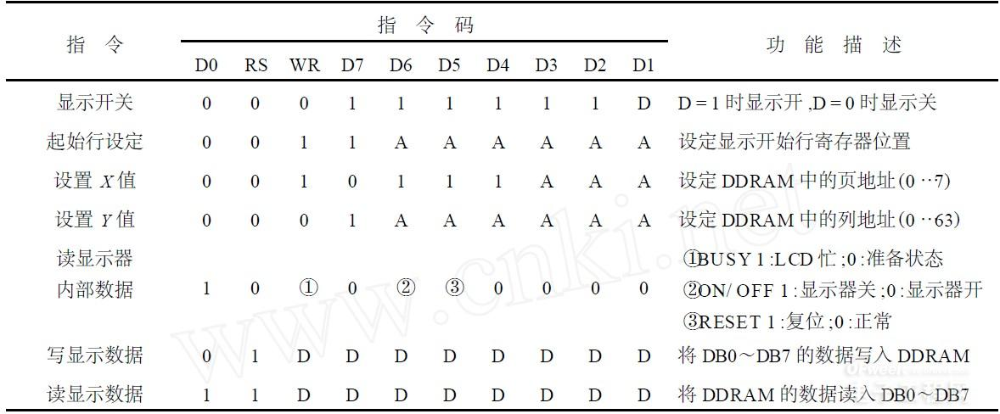 指 令 码
指 令 功 能 描 述
D0 RS WR D7 D6 D5 D4 D3 D2 D1
显示开关 0 0 0 1 1 1 1 1 1 D D = 1 时显示开 ,D = 0 时显示关
起始行设定 0 0 1 1 A A A A A A 设定显示开始行寄存器位置
设置 X 值 0 0 1 0 1 1 1 A A A 设定 DDRAM 中的页地址(0 ··7)
设置 Y 值 0 0 0 1 A A A A A A 设定 DDRAM 中的列地址(0 ··63)
读显示器 ①BUSY 1 :LCD 忙 ;0 :准备状态
内部数据 1 0 ① 0 ② ③ 0 0 0 0 ②ON/ OFF 1 :显示器关 ;0 :显示器开
③RESET 1 :复位 ;0 :正常
写显示数据 0 1 D D D D D D D D 将 DB0～DB7 的数据写入 DDRAM
读显示数据 1 1 D D D D D D D D 将 DDRAM 的数据读入 DB0～DB7
www.cnki.net